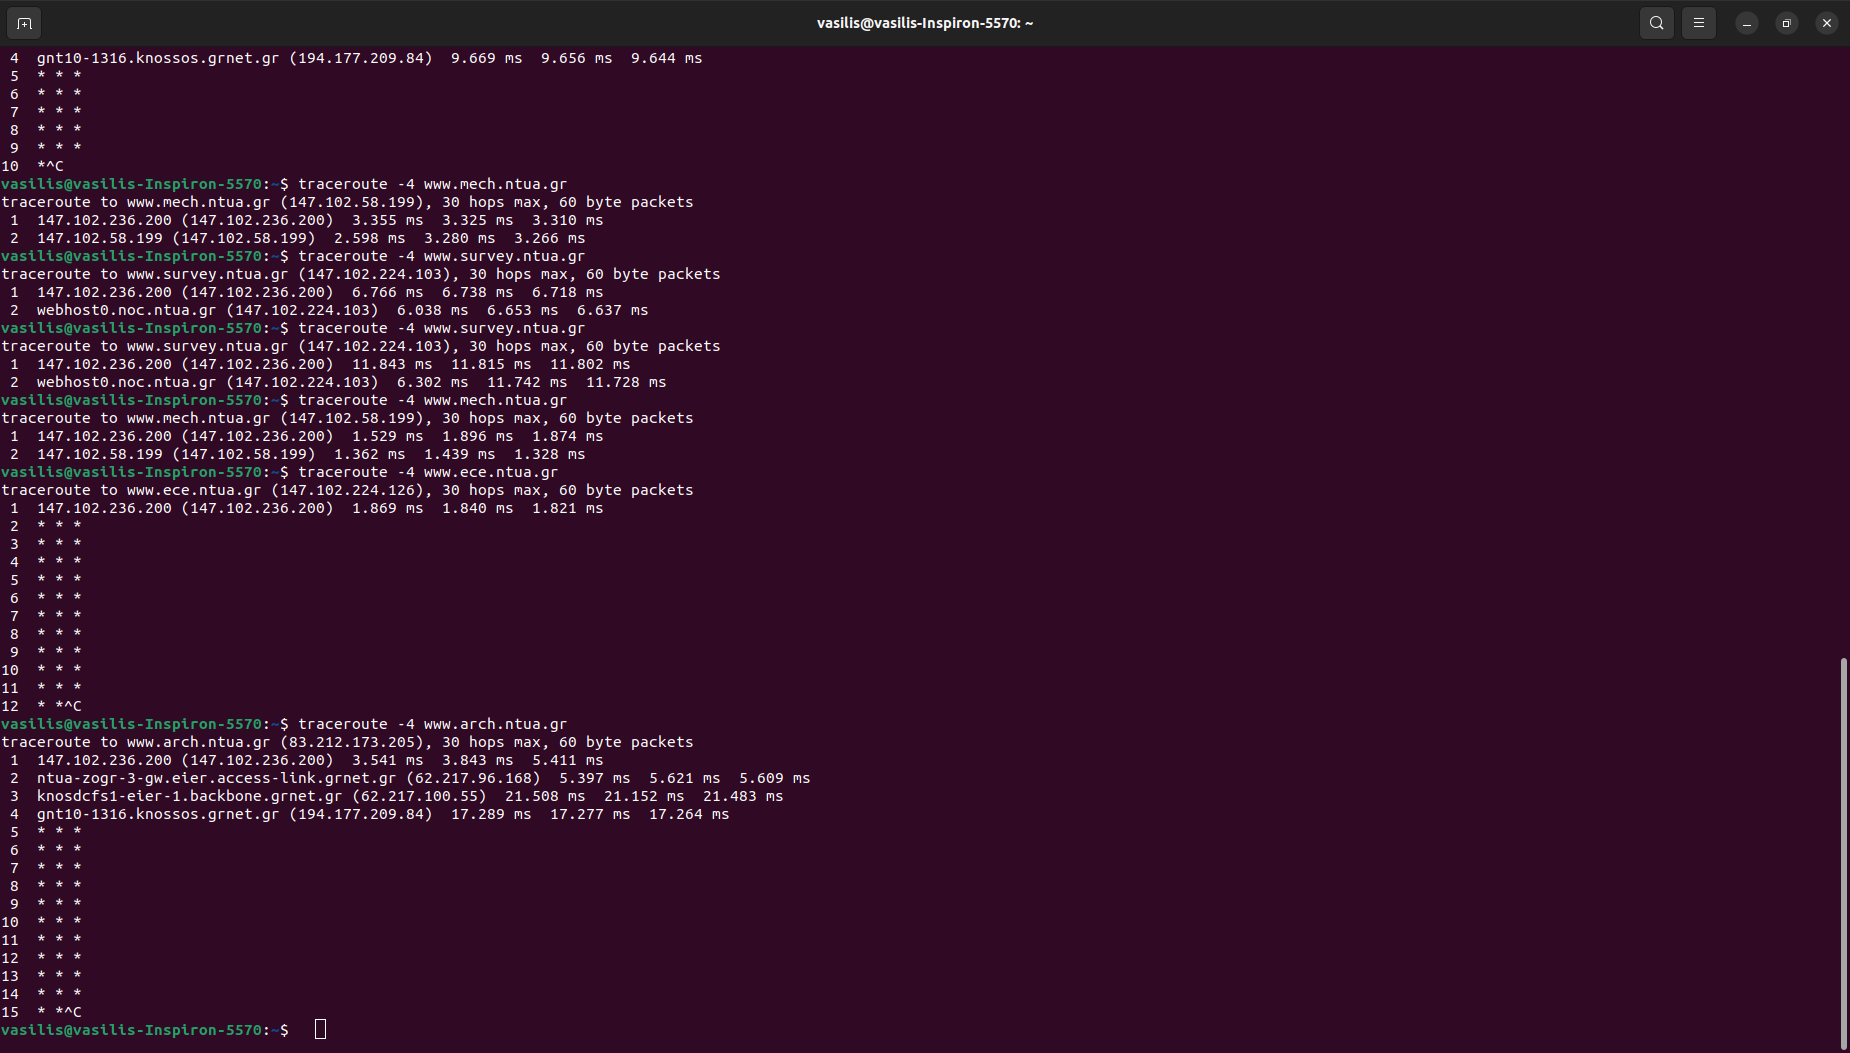 vasilis@vasilis-Inspiron-5570: ~
 4  gnt10-1316.knossos.grnet.gr (194.177.209.84)  9.669 ms  9.656 ms  9.644 ms
 5  * * *
 6  * * *
 7  * * *
 8  * * *
 9  * * *
10  *^C
vasilis@vasilis-Inspiron-5570:~$ traceroute -4 www.mech.ntua.gr
traceroute to www.mech.ntua.gr (147.102.58.199), 30 hops max, 60 byte packets
 1  147.102.236.200 (147.102.236.200)  3.355 ms  3.325 ms  3.310 ms
 2  147.102.58.199 (147.102.58.199)  2.598 ms  3.280 ms  3.266 ms
vasilis@vasilis-Inspiron-5570:~$ traceroute -4 www.survey.ntua.gr
traceroute to www.survey.ntua.gr (147.102.224.103), 30 hops max, 60 byte packets
 1  147.102.236.200 (147.102.236.200)  6.766 ms  6.738 ms  6.718 ms
 2  webhost0.noc.ntua.gr (147.102.224.103)  6.038 ms  6.653 ms  6.637 ms
vasilis@vasilis-Inspiron-5570:~$ traceroute -4 www.survey.ntua.gr
traceroute to www.survey.ntua.gr (147.102.224.103), 30 hops max, 60 byte packets
 1  147.102.236.200 (147.102.236.200)  11.843 ms  11.815 ms  11.802 ms
 2  webhost0.noc.ntua.gr (147.102.224.103)  6.302 ms  11.742 ms  11.728 ms
vasilis@vasilis-Inspiron-5570:~$ traceroute -4 www.mech.ntua.gr
traceroute to www.mech.ntua.gr (147.102.58.199), 30 hops max, 60 byte packets
 1  147.102.236.200 (147.102.236.200)  1.529 ms  1.896 ms  1.874 ms
 2  147.102.58.199 (147.102.58.199)  1.362 ms  1.439 ms  1.328 ms
vasilis@vasilis-Inspiron-5570:~$ traceroute -4 www.ece.ntua.gr
traceroute to www.ece.ntua.gr (147.102.224.126), 30 hops max, 60 byte packets
 1  147.102.236.200 (147.102.236.200)  1.869 ms  1.840 ms  1.821 ms
 2  * * *
 3  * * *
 4  * * *
 5  * * *
 6  * * *
 7  * * *
 8  * * *
 9  * * *
10  * * *
11  * * *
12  * *^C
vasilis@vasilis-Inspiron-5570:~$ traceroute -4 www.arch.ntua.gr
traceroute to www.arch.ntua.gr (83.212.173.205), 30 hops max, 60 byte packets
 1  147.102.236.200 (147.102.236.200)  3.541 ms  3.843 ms  5.411 ms
 2  ntua-zogr-3-gw.eier.access-link.grnet.gr (62.217.96.168)  5.397 ms  5.621 ms  5.609 ms
 3  knosdcfs1-eier-1.backbone.grnet.gr (62.217.100.55)  21.508 ms  21.152 ms  21.483 ms
 4  gnt10-1316.knossos.grnet.gr (194.177.209.84)  17.289 ms  17.277 ms  17.264 ms
 5  * * *
 6  * * *
 7  * * *
 8  * * *
 9  * * *
10  * * *
11  * * *
12  * * *
13  * * *
14  * * *
15  * *^C
vasilis@vasilis-Inspiron-5570:~$